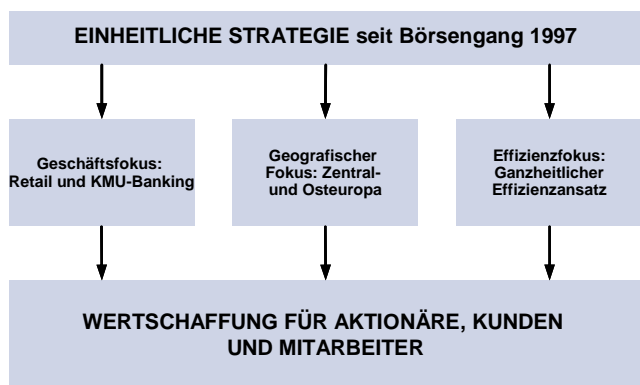 EINHEITLICHE STRATEGIE seit Börsengang 1997
Geschäftsfokus:
Retail und KMU-Banking
Geografischer
Fokus: Zentral-
und Osteuropa
Effizienzfokus:
Ganzheitlicher
Effizienzansatz
WERTSCHAFFUNG FÜR AKTIONÄRE, KUNDEN
UND MITARBEITER